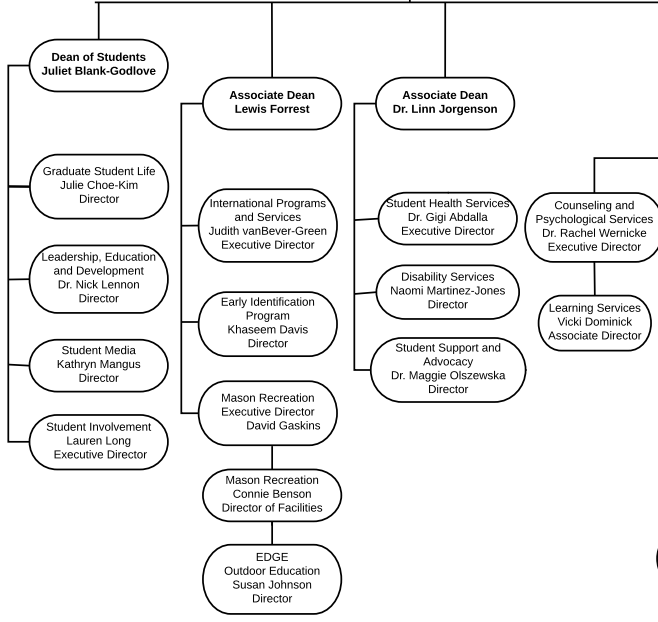 Dean of Students
Juliet Blank-Godlove
Graduate Student Life
Julie Choe-Kim
Director
Leadership, Education
and Development
Dr. Nick Lennon
Director
Student Media
Kathryn Mangus
Director
Student Involvement
Lauren Long
Executive Director
Associate Dean
Lewis Forrest
International Programs
and Services
Judith vanBever-Green
Executive Director
Early Identification
Program
Khaseem Davis
Director
Mason Recreation
Executive Director
David Gaskins
Mason Recreation
Connie Benson
Director of Facilities
EDGE
Outdoor Education
Susan Johnson
Director
Associate Dean
Dr. Linn Jorgenson
Student Health Services
Dr. Gigi Abdalla
Executive Director
Disability Services
Naomi Martinez-Jones
Director
Student Support and
Advocacy
Dr. Maggie Olszewska
Director
Counseling and
Psychological Services
Dr. Rachel Wernicke
Executive Director
Learning Services
Vicki Dominick
Associate Director